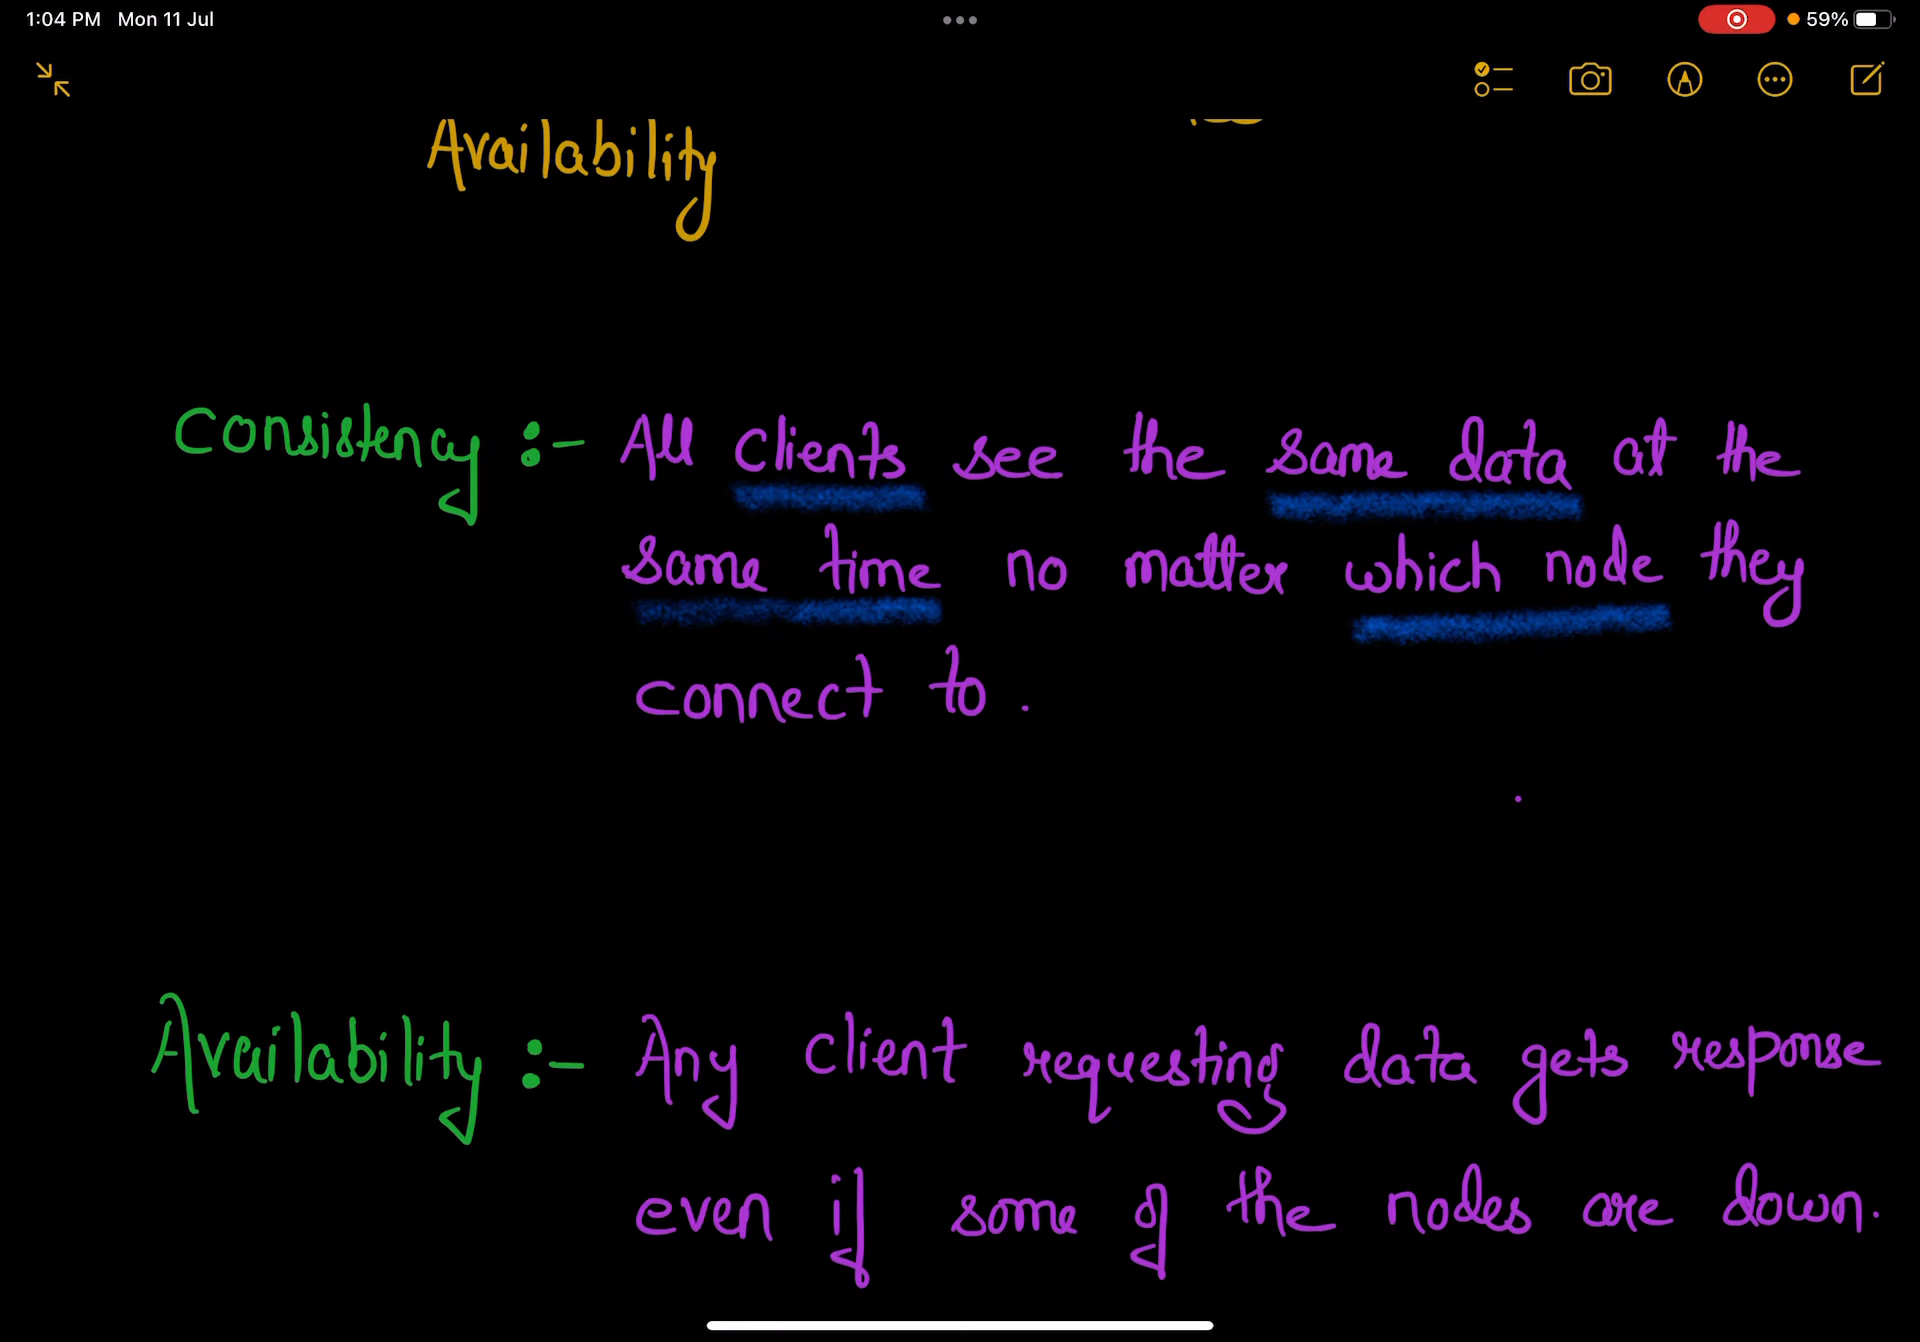 1:04 PM Mon 11 Jul
59%
Availability
Consistency :- All clients see the same data at the
same time no matter which node they
connect to.
Availability :- Any client requesting data gets response
even if some of the nodes are down.